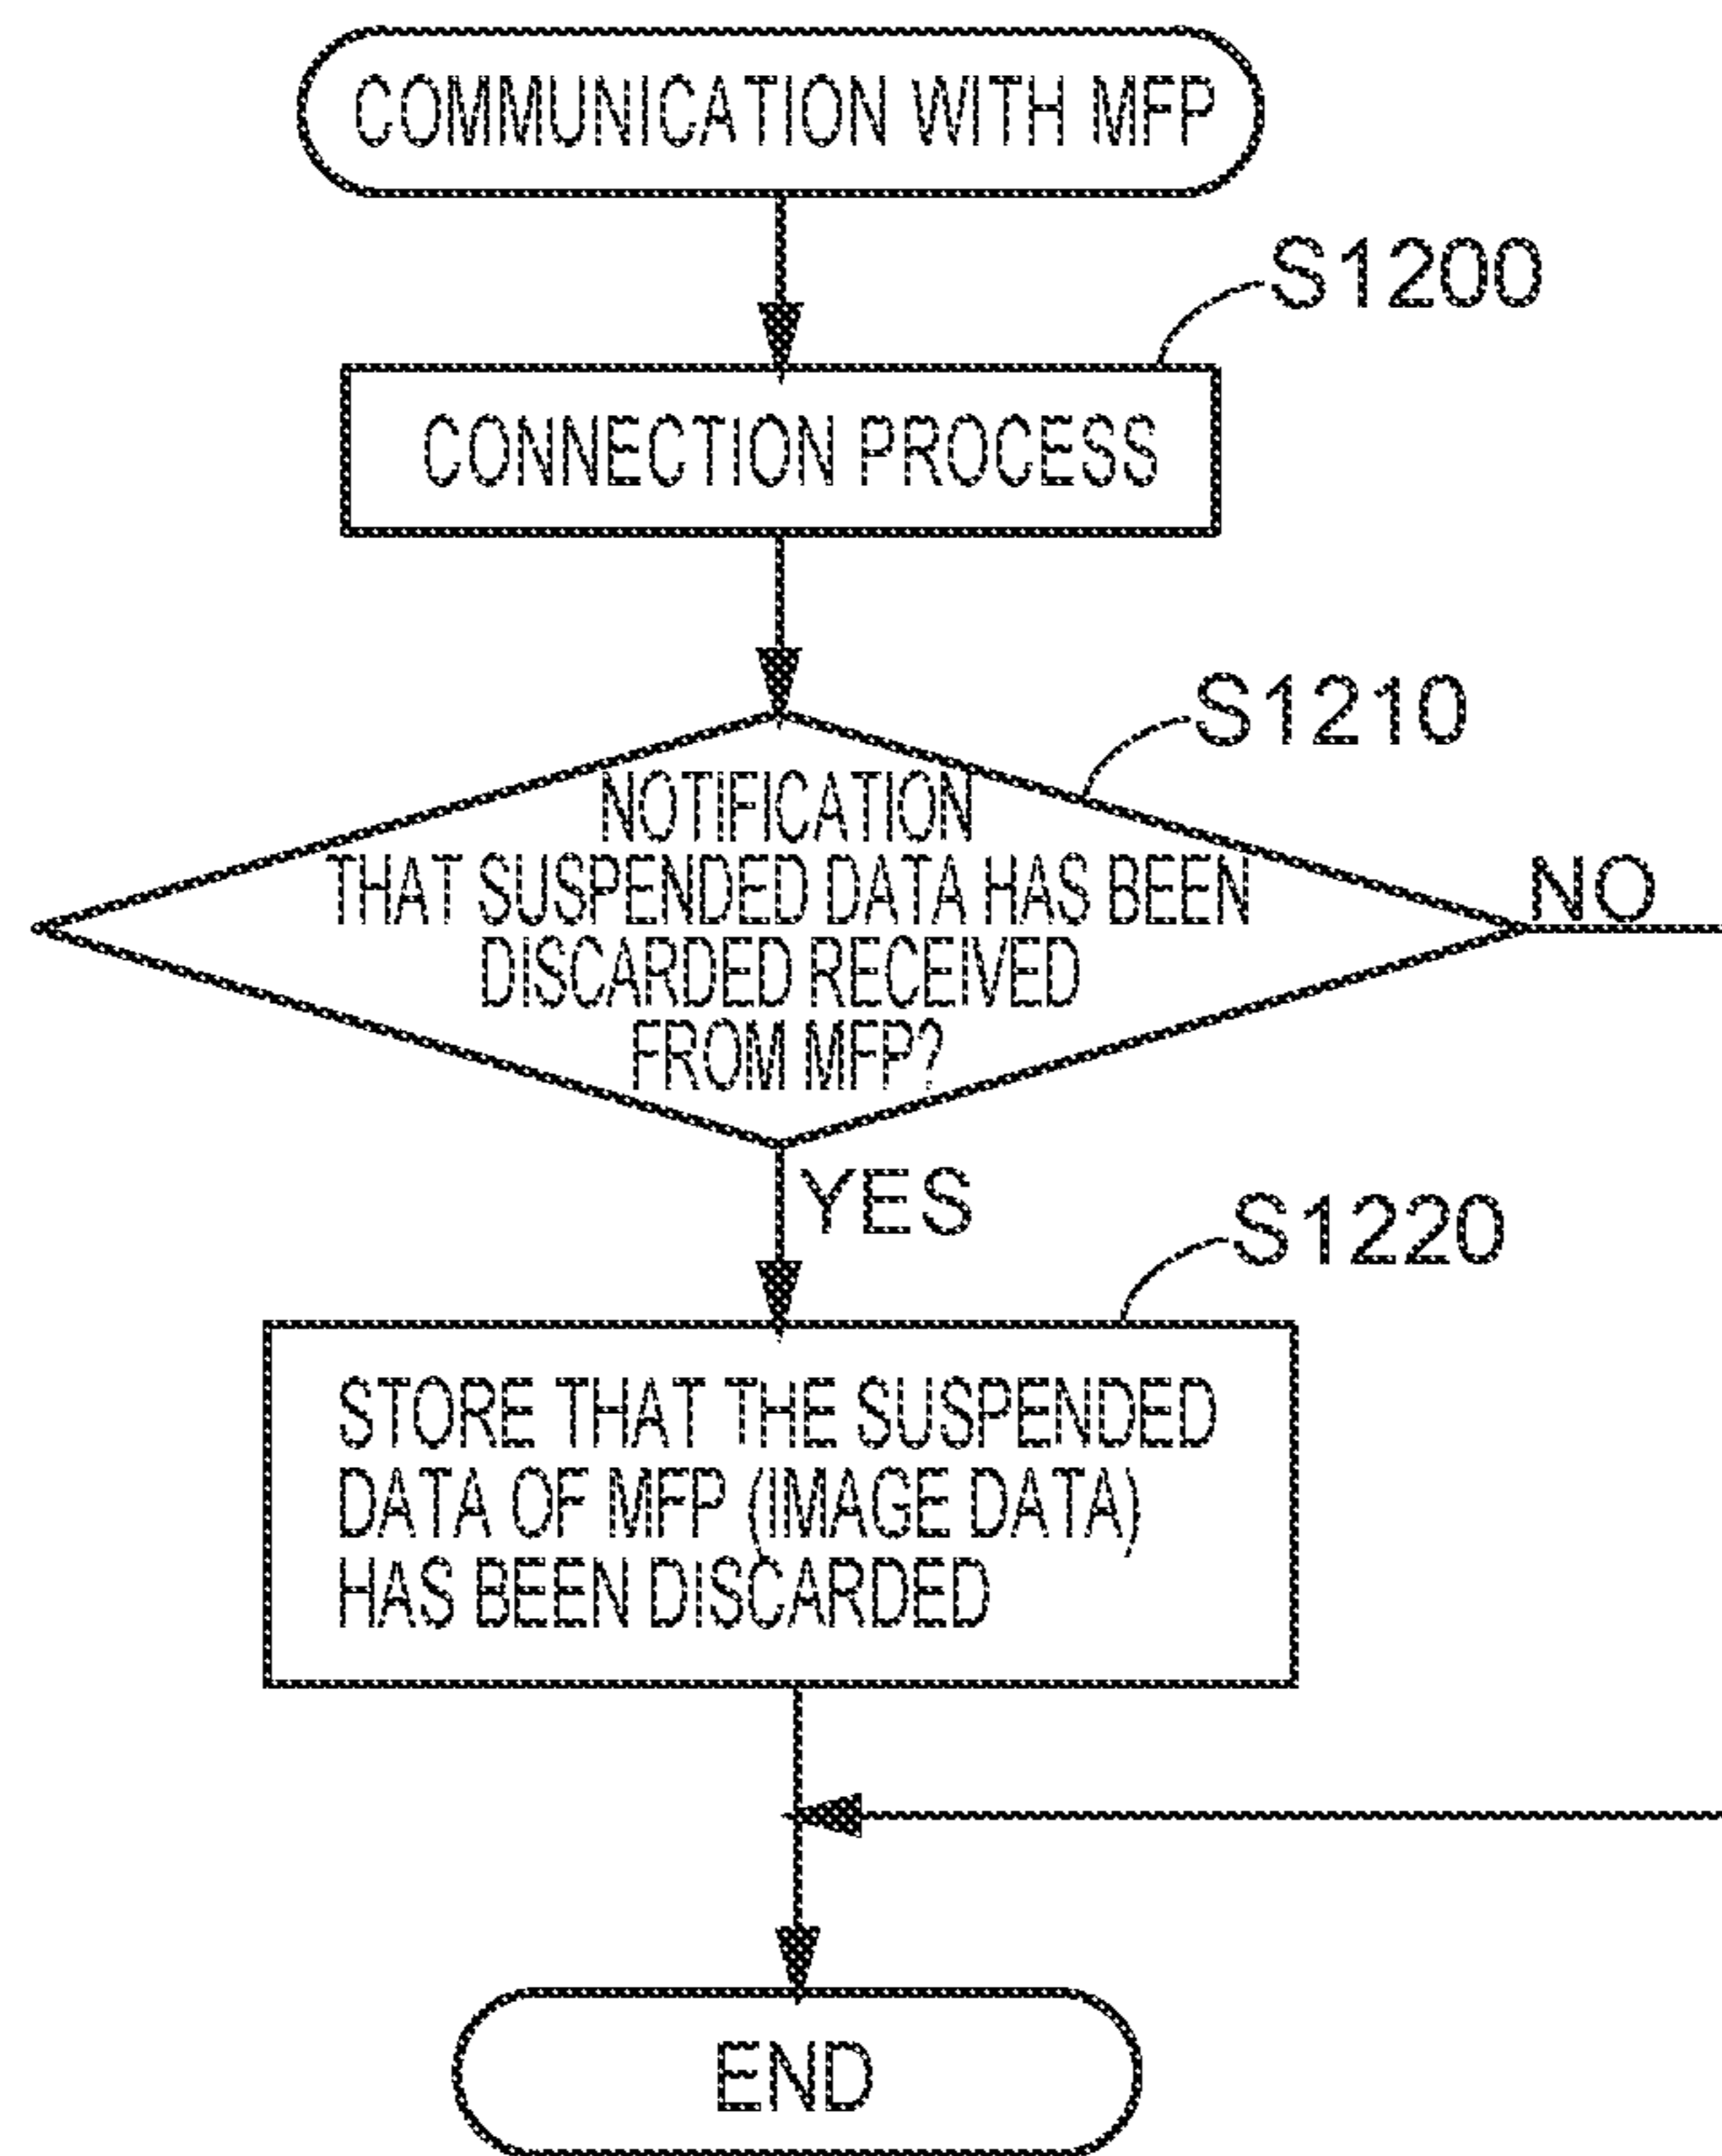 COMMUNICATION WITH MFP
S1200
CONNECTION PROCESS
S1210
NOTIFICATION
THAT SUSPENDED DATA HAS BEEN
DISCARDED RECEIVED
FROM MFP?
NO
YES
S1220
STORE THAT THE SUSPENDED
DATA OF MFP (IMAGE DATA)
HAS BEEN DISCARDED
END